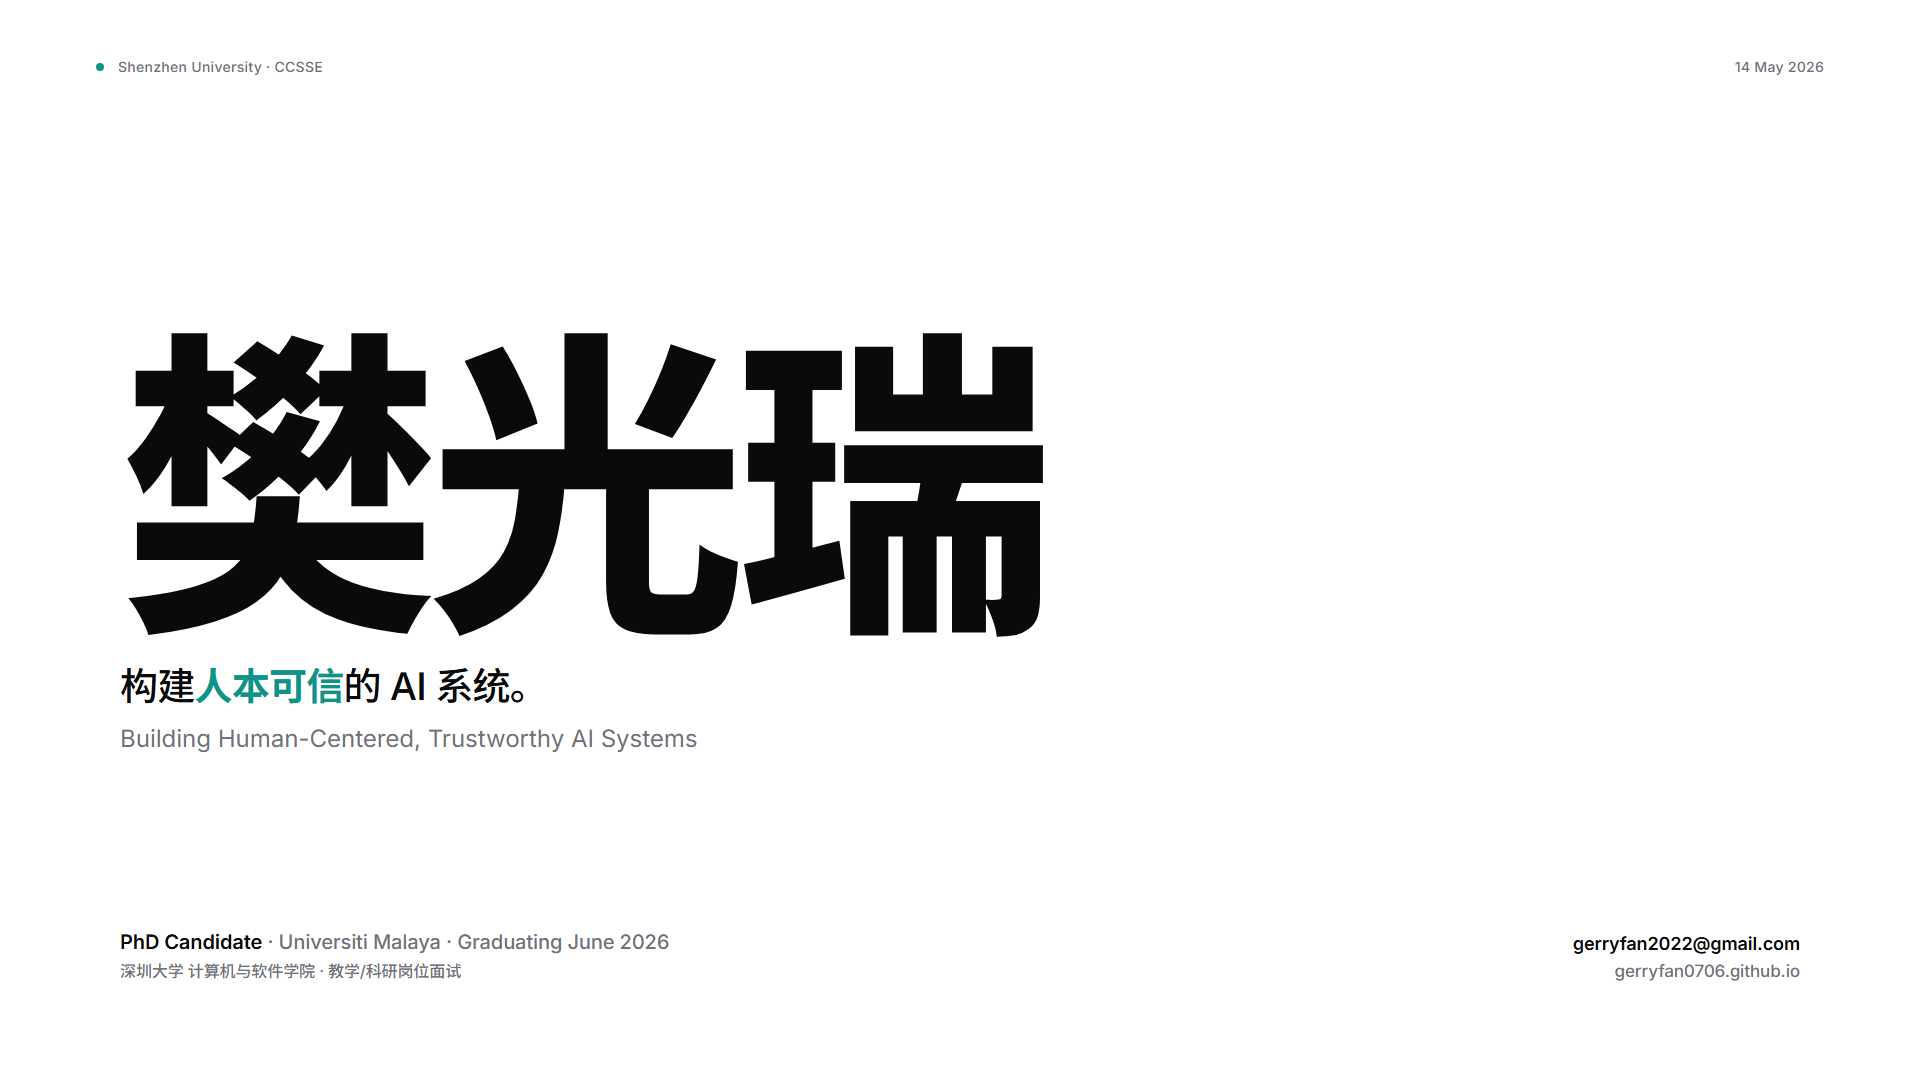 Shenzhen University · CCSSE
14 May 2026
樊光瑞
构建人本可信的 AI 系统。
Building Human-Centered, Trustworthy AI Systems
PhD Candidate · Universiti Malaya · Graduating June 2026
深圳大学 计算机与软件学院 · 教学/科研岗位面试
gerryfan2022@gmail.com
gerryfan0706.github.io